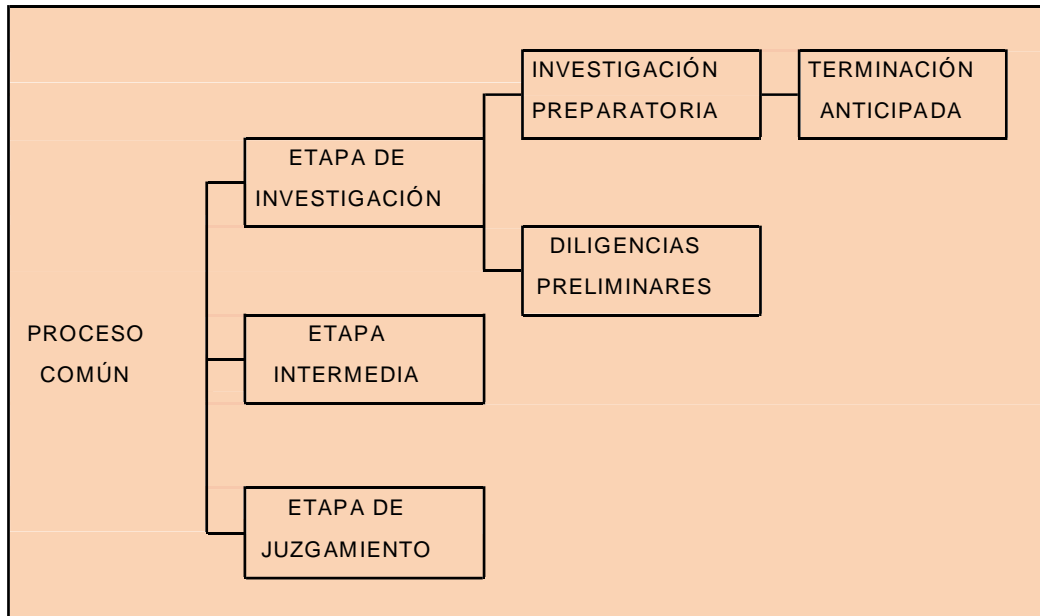 INVESTIGACIÓN
PREPARATORIA
TERMINACIÓN
ANTICIPADA
ETAPA DE
INVESTIGACIÓN
DILIGENCIAS
PRELIMINARES
PROCESO
COMÚN
ETAPA
INTERMEDIA
ETAPA DE
JUZGAMIENTO